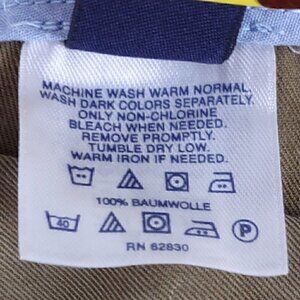 MACHINE WASH WARM NORMAL.
WASH DARK COLORS SEPARATELY.
ONLY NON-CHLORINE
BLEACH WHEN NEEDED.
REMOVE PROMPTLY.
TUMBLE DRY LOW.
WARM IRON IF NEEDED.
100% BAUMWOLLE
40 P
RN 62830